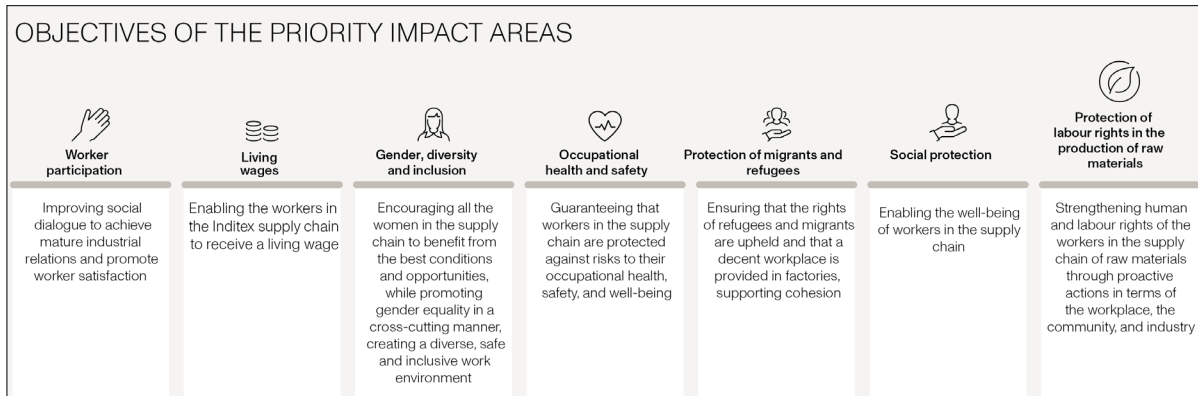 OBJECTIVES OF THE PRIORITY IMPACT AREAS
Worker
participation
Improving social
dialogue to achieve
mature industrial
relations and promote
worker satisfaction
Living
wages
Enabling the workers in
the Inditex supply chain
to receive a living wage
Gender, diversity
and inclusion
Encouraging all the
women in the supply
chain to benefit from
the best conditions
and opportunities,
while promoting
gender equality in a
cross-cutting manner,
creating a diverse, safe
and inclusive work
environment
Occupational
health and safety
Guaranteeing that
workers in the supply
chain are protected
against risks to their
occupational health,
safety, and well-being
Protection of migrants and
refugees
Ensuring that the rights
of refugees and migrants
are upheld and that a
decent workplace is
provided in factories,
supporting cohesion
Social protection
Enabling the well-being
of workers in the supply
chain
Protection of
labour rights in the
production of raw
materials
Strengthening human
and labour rights of the
workers in the supply
chain of raw materials
through proactive
actions in terms of
the workplace, the
community, and industry